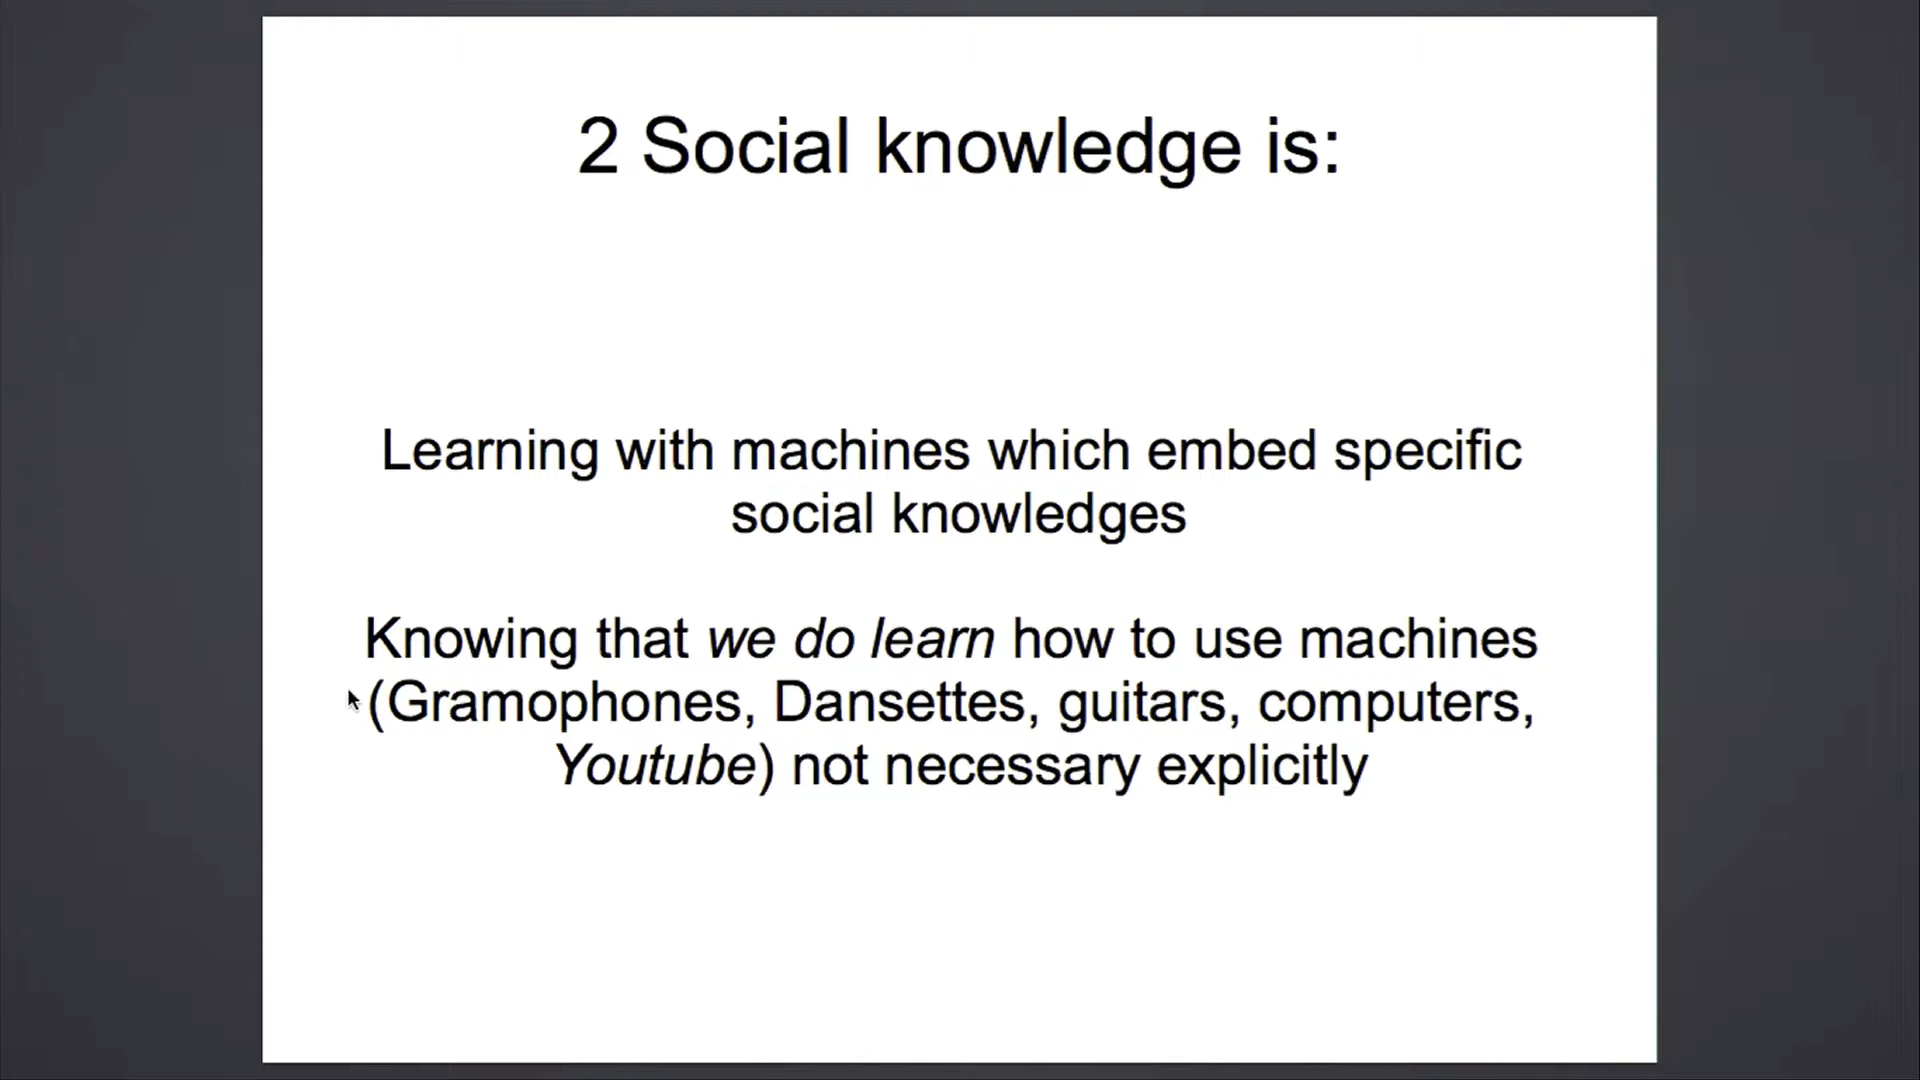 2 Social knowledge is:
Learning with machines which embed specific
social knowledges
Knowing that we do learn how to use machines
(Gramophones, Dansettes, guitars, computers,
Youtube) not necessary explicitly